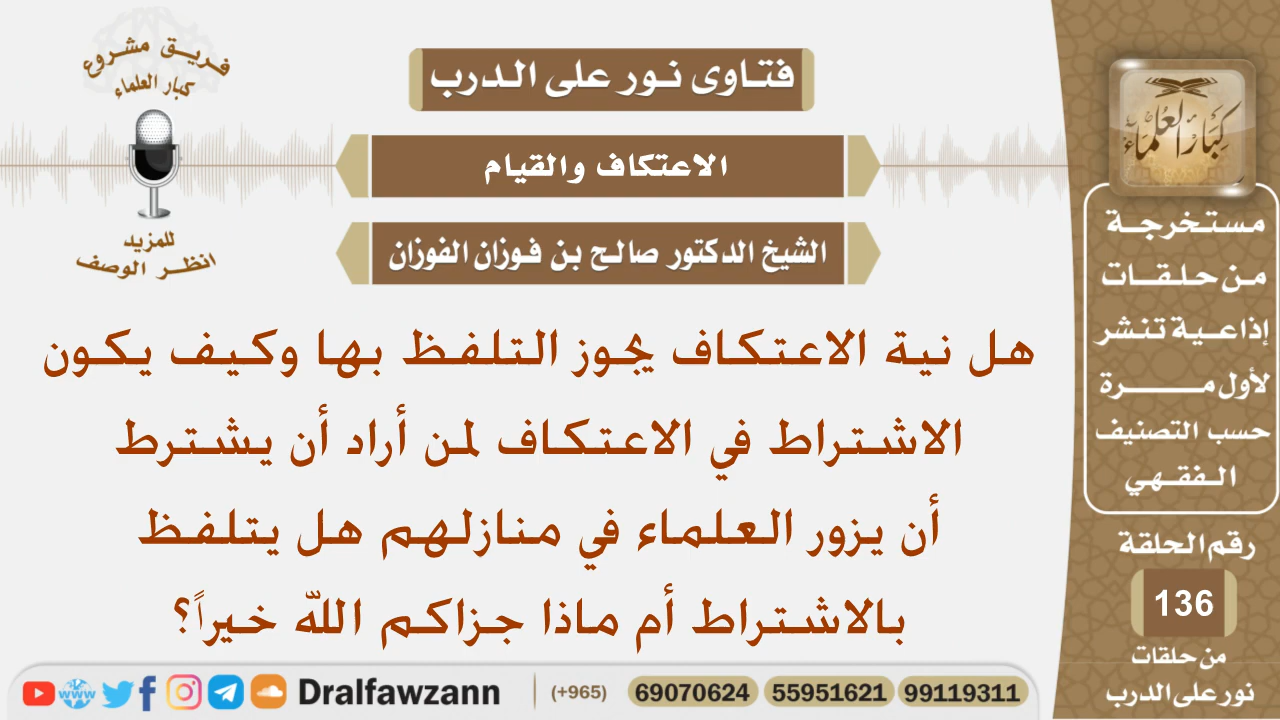 فريق مشروع
كبار العلماء
للمزيد
انظر الوصف
فتاوى نور على الدرب
الاعتكاف والقيام
الشيخ الدكتور صالح بن فوزان الفوزان
هل نية الاعتكاف يجوز التلفظ بها وكيف يكون
الاشتراط في الاعتكاف لمن أراد أن يشترط
أن يزور العلماء في منازلهم هل يتلفظ
بالاشتراط أم ماذا جزاكم الله خيراً؟
كبار العلماء
مستخرجة
من حلقات
إذاعية تنشر
لأول مرة
حسب التصنيف
الفقهي
رقم الحلقة
136
من حلقات
نور على الدرب
www Dralfawzann (+965) 69070624 55951621 99119311